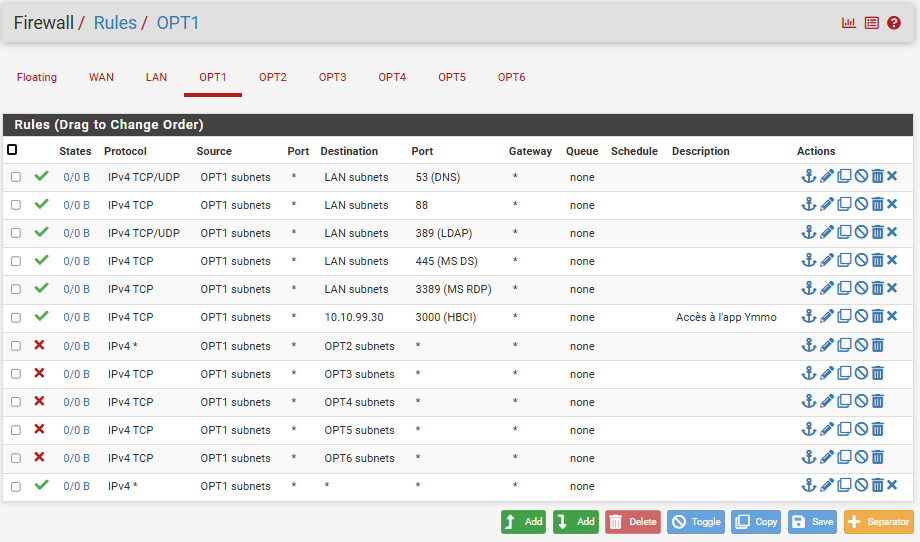 Firewall / Rules / OPT1
Floating WAN LAN OPT1 OPT2 OPT3 OPT4 OPT5 OPT6
Rules (Drag to Change Order)
States Protocol Source Port Destination Port Gateway Queue Schedule Description Actions
0/0 B IPv4 TCP/UDP OPT1 subnets * LAN subnets 53 (DNS) * none
0/0 B IPv4 TCP OPT1 subnets * LAN subnets 88 * none
0/0 B IPv4 TCP/UDP OPT1 subnets * LAN subnets 389 (LDAP) * none
0/0 B IPv4 TCP OPT1 subnets * LAN subnets 445 (MS DS) * none
0/0 B IPv4 TCP OPT1 subnets * LAN subnets 3389 (MS RDP) * none
0/0 B IPv4 TCP OPT1 subnets * 10.10.99.30 3000 (HBCI) * none Accès à l'app Ymmo
0/0 B IPv4 * OPT1 subnets * OPT2 subnets * * none
0/0 B IPv4 TCP OPT1 subnets * OPT3 subnets * * none
0/0 B IPv4 TCP OPT1 subnets * OPT4 subnets * * none
0/0 B IPv4 TCP OPT1 subnets * OPT5 subnets * * none
0/0 B IPv4 TCP OPT1 subnets * OPT6 subnets * * none
0/0 B IPv4 * OPT1 subnets * * * * none
Add Add Delete Toggle Copy Save Separator